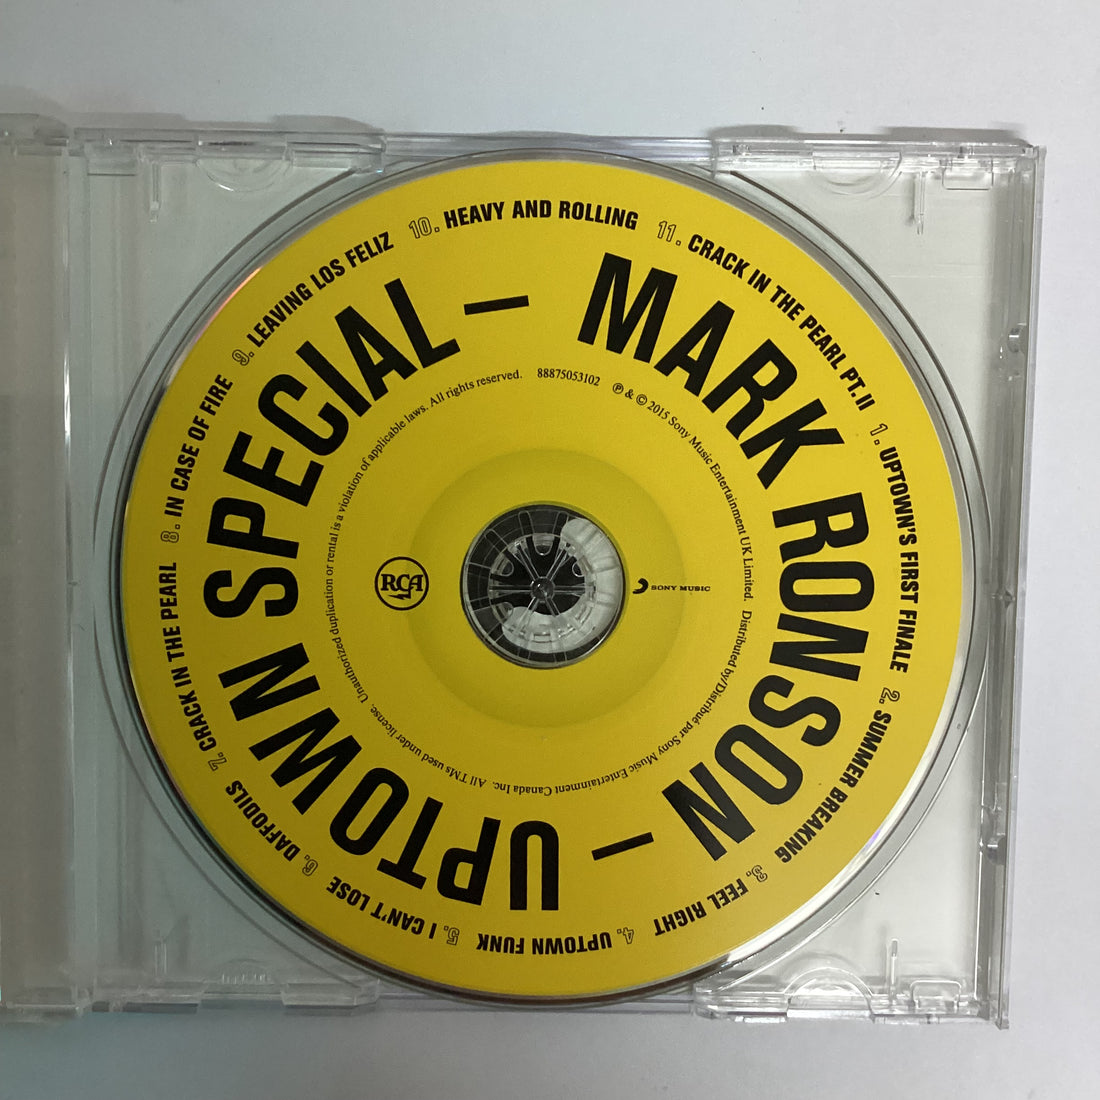 MARK RONSON – UPTOWN SPECIAL –
1. UPTOWN'S FIRST FINALE
2. SUMMER BREAKING
3. FEEL RIGHT
4. UPTOWN FUNK
5. I CAN'T LOSE
6. DAFFODILS
7. CRACK IN THE PEARL
8. IN CASE OF FIRE
9. LEAVING LOS FELIZ
10. HEAVY AND ROLLING
11. CRACK IN THE PEARL PT. II
88875053102
℗ & © 2015 Sony Music Entertainment UK Limited. Distributed by/Distribué par Sony Music Entertainment Canada Inc. All TMs used under license. Unauthorized duplication or rental is a violation of applicable laws. All rights reserved.
RCA
SONY MUSIC